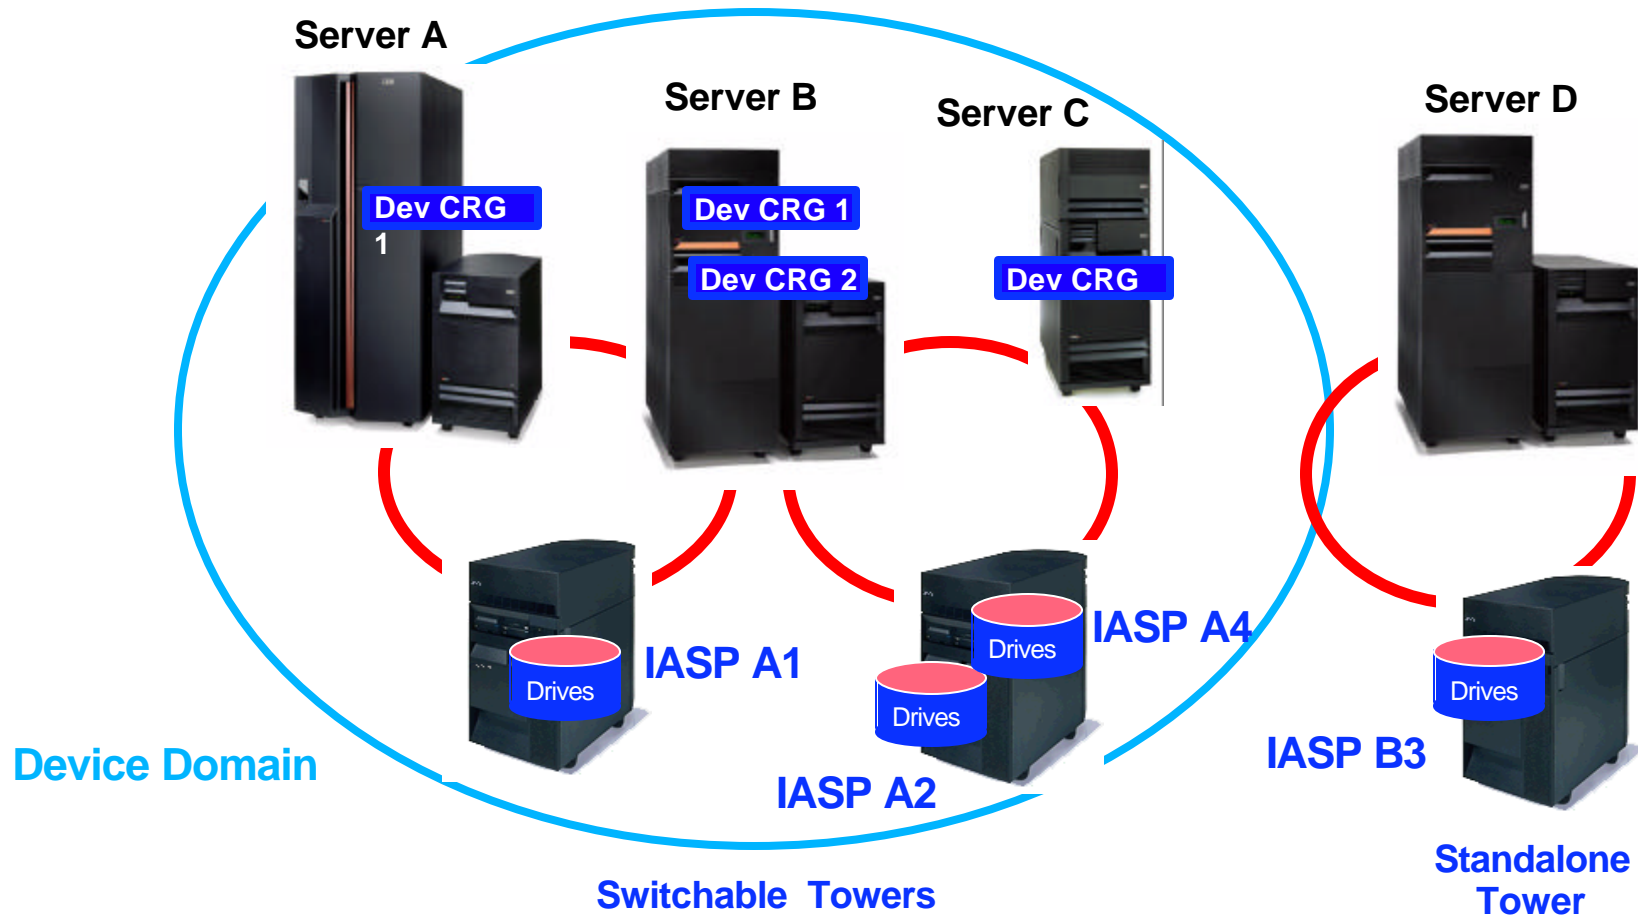 Server A
Server B
Server C
Server D
Dev CRG
1
Dev CRG 1
Dev CRG 2
Dev CRG
IASP A1
IASP A4
Drives
Drives
Drives
Drives
IASP A2
IASP B3
Device Domain
Switchable Towers
Standalone
Tower